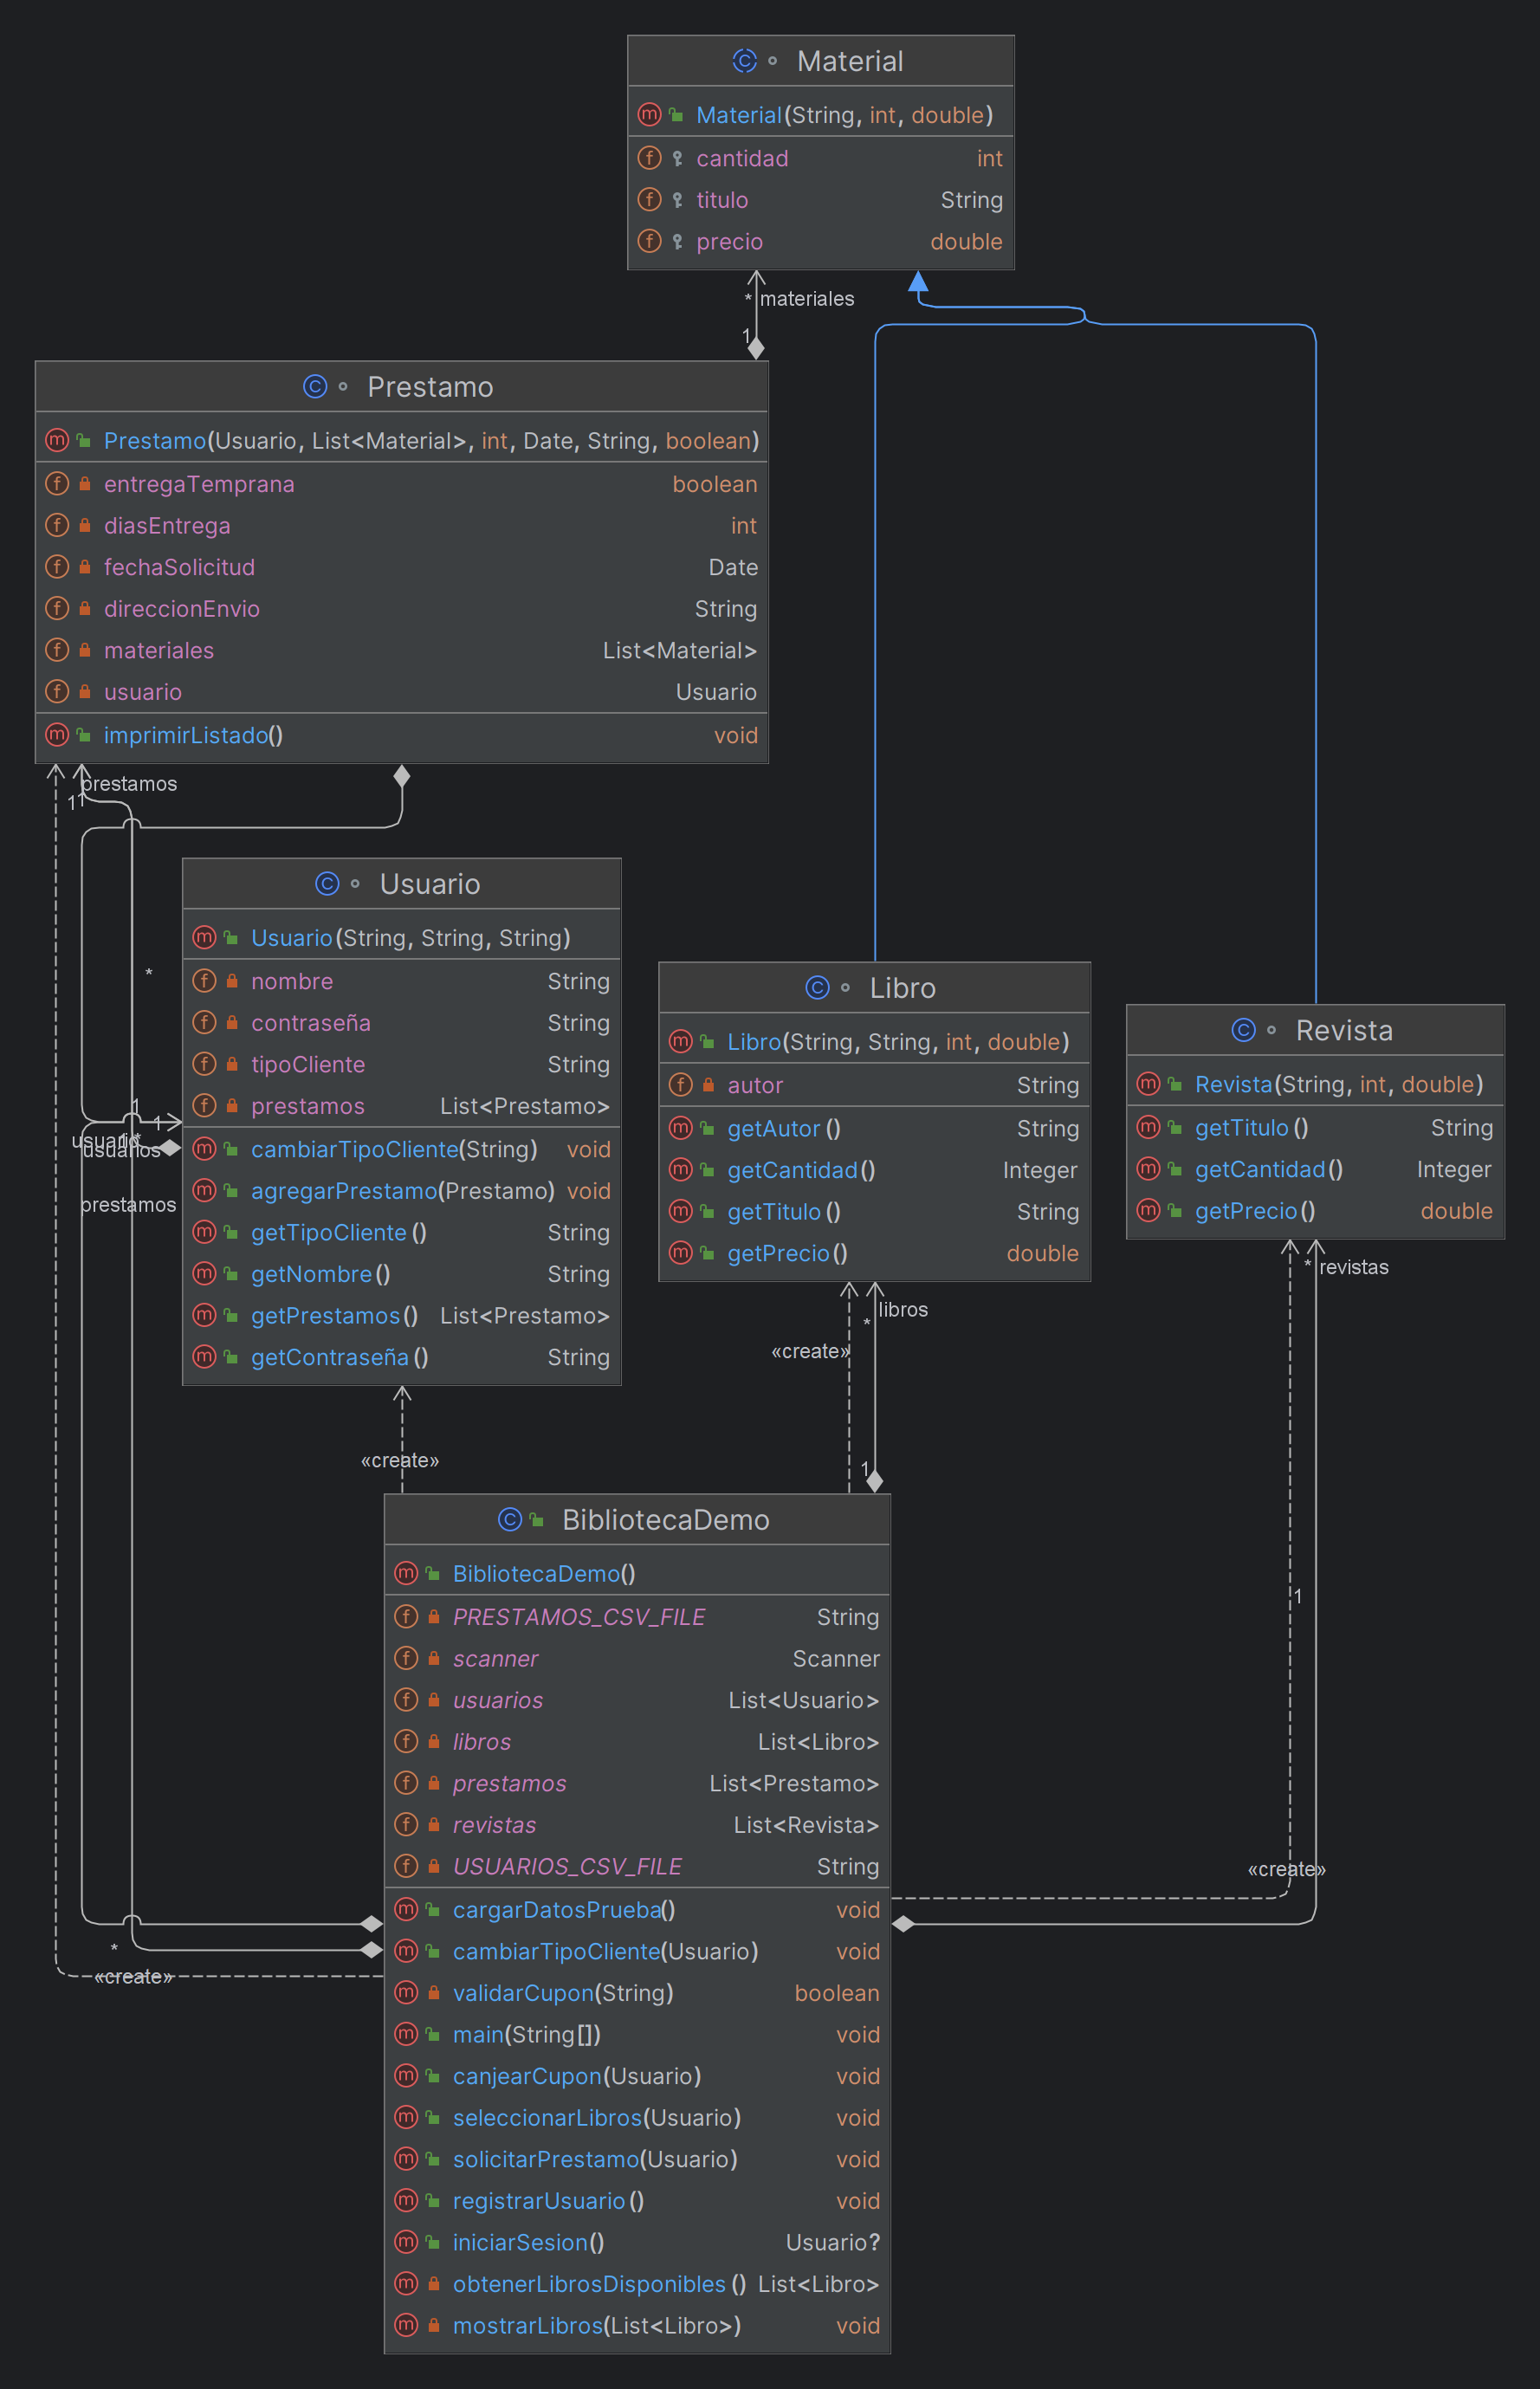 Material
Material(String, int, double)
cantidad int
titulo String
precio double
* materiales
1
Prestamo
Prestamo(Usuario, List<Material>, int, Date, String, boolean)
entregaTemprana boolean
diasEntrega int
fechaSolicitud Date
direccionEnvio String
materiales List<Material>
usuario Usuario
imprimirListado() void
prestamos
1 1
Usuario
Usuario(String, String, String)
nombre String
contraseña String
tipoCliente String
prestamos List<Prestamo>
cambiarTipoCliente(String) void
agregarPrestamo(Prestamo) void
getTipoCliente() String
getNombre() String
getPrestamos() List<Prestamo>
getContraseña() String
*
1 1
usuario 1 *
usuarios
prestamos
Libro
Libro(String, String, int, double)
autor String
getAutor() String
getCantidad() Integer
getTitulo() String
getPrecio() double
Revista
Revista(String, int, double)
getTitulo() String
getCantidad() Integer
getPrecio() double
* revistas
libros
*
«create»
«create»
1
1
BibliotecaDemo
BibliotecaDemo()
PRESTAMOS_CSV_FILE String
scanner Scanner
usuarios List<Usuario>
libros List<Libro>
prestamos List<Prestamo>
revistas List<Revista>
USUARIOS_CSV_FILE String
cargarDatosPrueba() void
cambiarTipoCliente(Usuario) void
validarCupon(String) boolean
main(String[]) void
canjearCupon(Usuario) void
seleccionarLibros(Usuario) void
solicitarPrestamo(Usuario) void
registrarUsuario() void
iniciarSesion() Usuario?
obtenerLibrosDisponibles() List<Libro>
mostrarLibros(List<Libro>) void
«create»
*
«create»